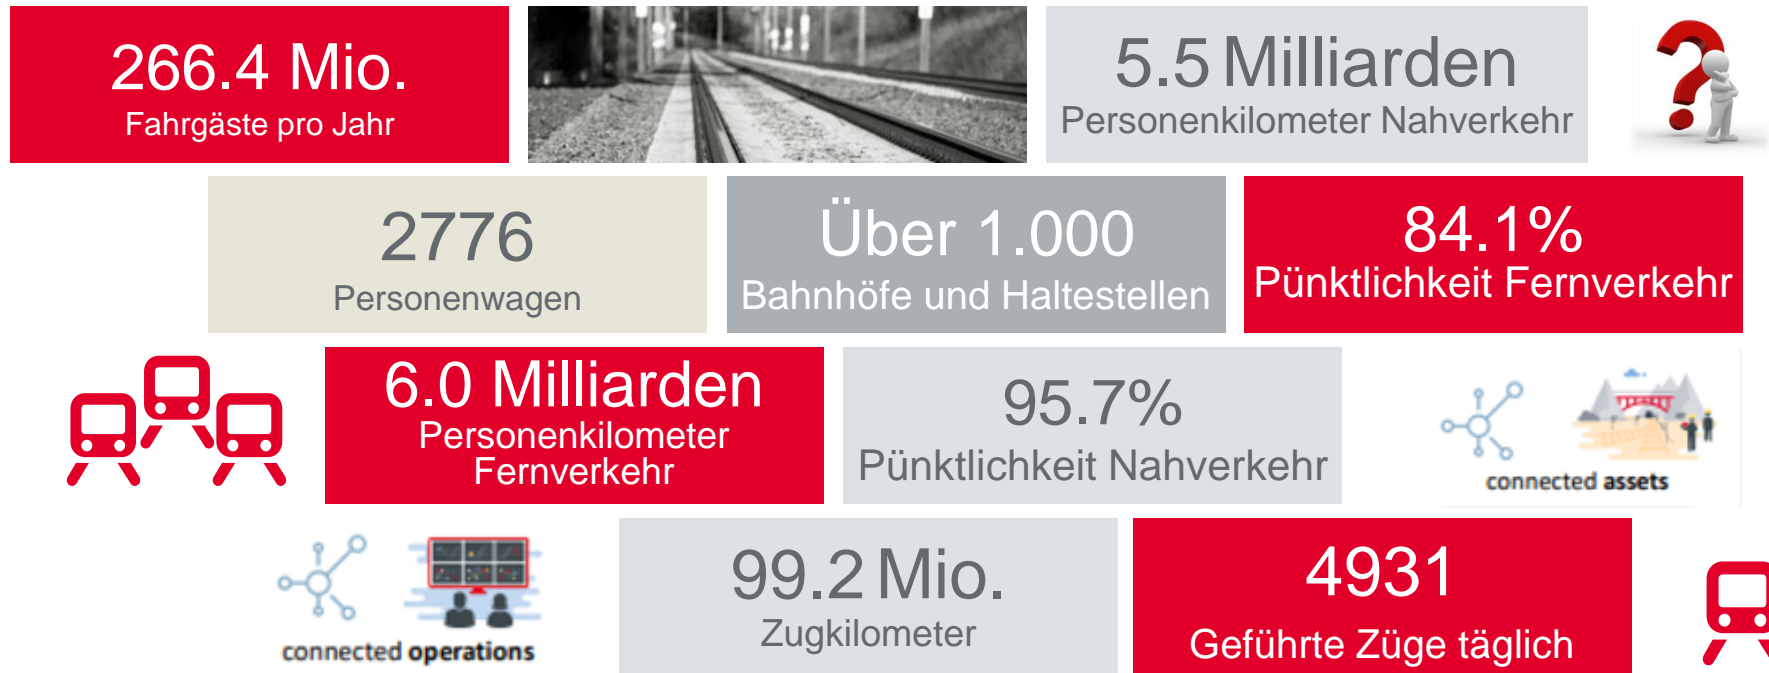 266.4 Mio.
Fahrgäste pro Jahr
5.5 Milliarden
Personenkilometer Nahverkehr
2776
Personenwagen
Über 1.000
Bahnhöfe und Haltestellen
84.1%
Pünktlichkeit Fernverkehr
6.0 Milliarden
Personenkilometer
Fernverkehr
95.7%
Pünktlichkeit Nahverkehr
connected assets
connected operations
99.2 Mio.
Zugkilometer
4931
Geführte Züge täglich